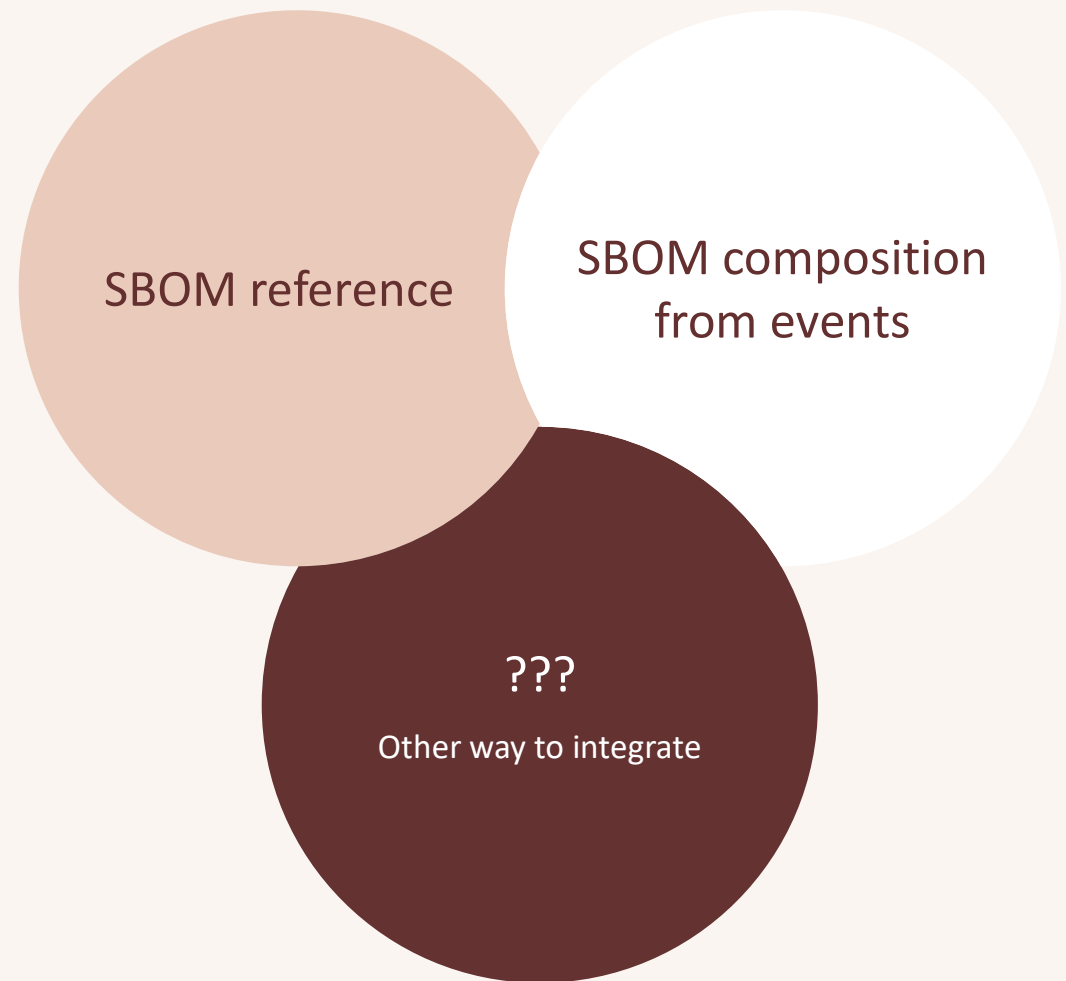 SBOM reference
SBOM composition
from events
???
Other way to integrate